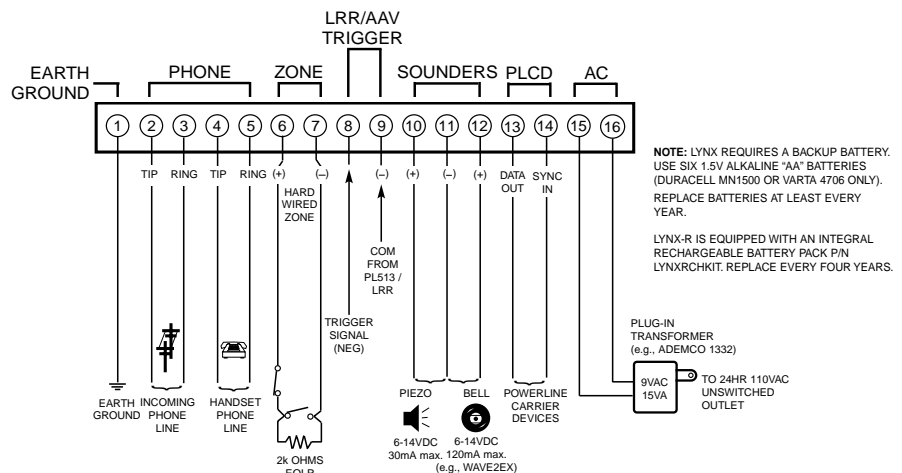 LRR/AAV
TRIGGER
EARTH
GROUND
PHONE
ZONE
SOUNDERS
PLCD
AC
1 2 3 4 5 6 7 8 9 10 11 12 13 14 15 16
TIP RING TIP RING (+) (–) (–) (+) (–) (+) DATA
OUT
SYNC
IN
HARD
WIRED
ZONE
COM
FROM
PL513 /
LRR
TRIGGER
SIGNAL
(NEG)
NOTE: LYNX REQUIRES A BACKUP BATTERY.
USE SIX 1.5V ALKALINE “AA” BATTERIES
(DURACELL MN1500 OR VARTA 4706 ONLY).
REPLACE BATTERIES AT LEAST EVERY
YEAR.
LYNX-R IS EQUIPPED WITH AN INTEGRAL
RECHARGEABLE BATTERY PACK P/N
LYNXRCHKIT. REPLACE EVERY FOUR YEARS.
PLUG-IN
TRANSFORMER
(e.g., ADEMCO 1332)
9VAC
15VA
TO 24HR 110VAC
UNSWITCHED
OUTLET
EARTH
GROUND
INCOMING
PHONE
LINE
HANDSET
PHONE
LINE
2k OHMS
EOLR
PIEZO
6-14VDC
30mA max.
BELL
6-14VDC
120mA max.
(e.g., WAVE2EX)
POWERLINE
CARRIER
DEVICES